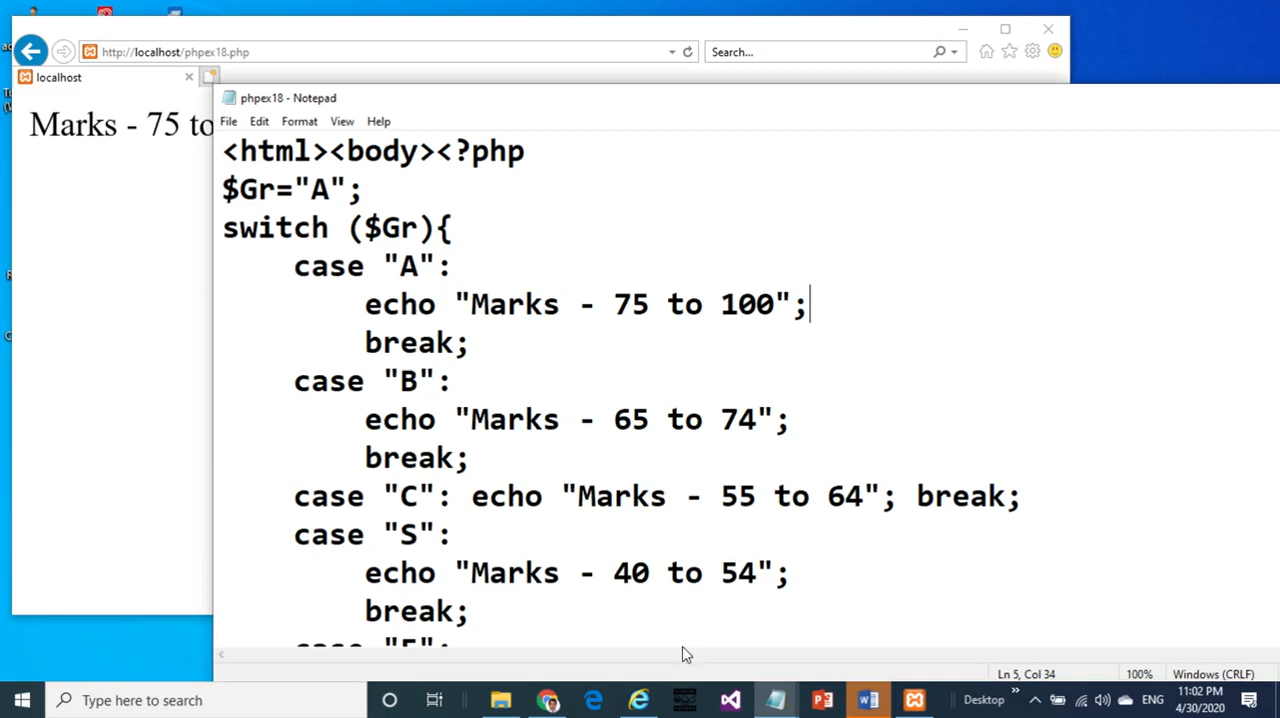 http://localhost/phpex18.php
Search...
localhost
Marks - 75 to
phpex18 - Notepad
File Edit Format View Help
<html><body><?php
$Gr="A";
switch ($Gr){
case "A":
echo "Marks - 75 to 100";
break;
case "B":
echo "Marks - 65 to 74";
break;
case "C": echo "Marks - 55 to 64"; break;
case "S":
echo "Marks - 40 to 54";
break;
Ln 5, Col 34
100%
Windows (CRLF)
Type here to search
Desktop
ENG
11:02 PM
4/30/2020